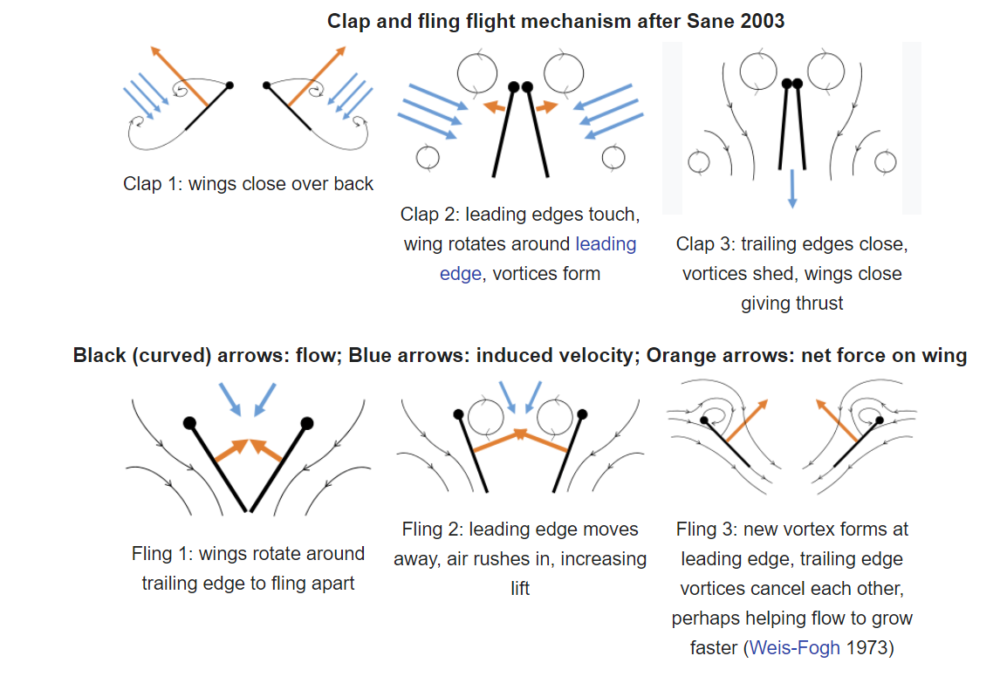 Clap and fling flight mechanism after Sane 2003
Clap 1: wings close over back
Clap 2: leading edges touch,
wing rotates around leading
edge, vortices form
Clap 3: trailing edges close,
vortices shed, wings close
giving thrust
Black (curved) arrows: flow; Blue arrows: induced velocity; Orange arrows: net force on wing
Fling 1: wings rotate around
trailing edge to fling apart
Fling 2: leading edge moves
away, air rushes in, increasing
lift
Fling 3: new vortex forms at
leading edge, trailing edge
vortices cancel each other,
perhaps helping flow to grow
faster (Weis-Fogh 1973)